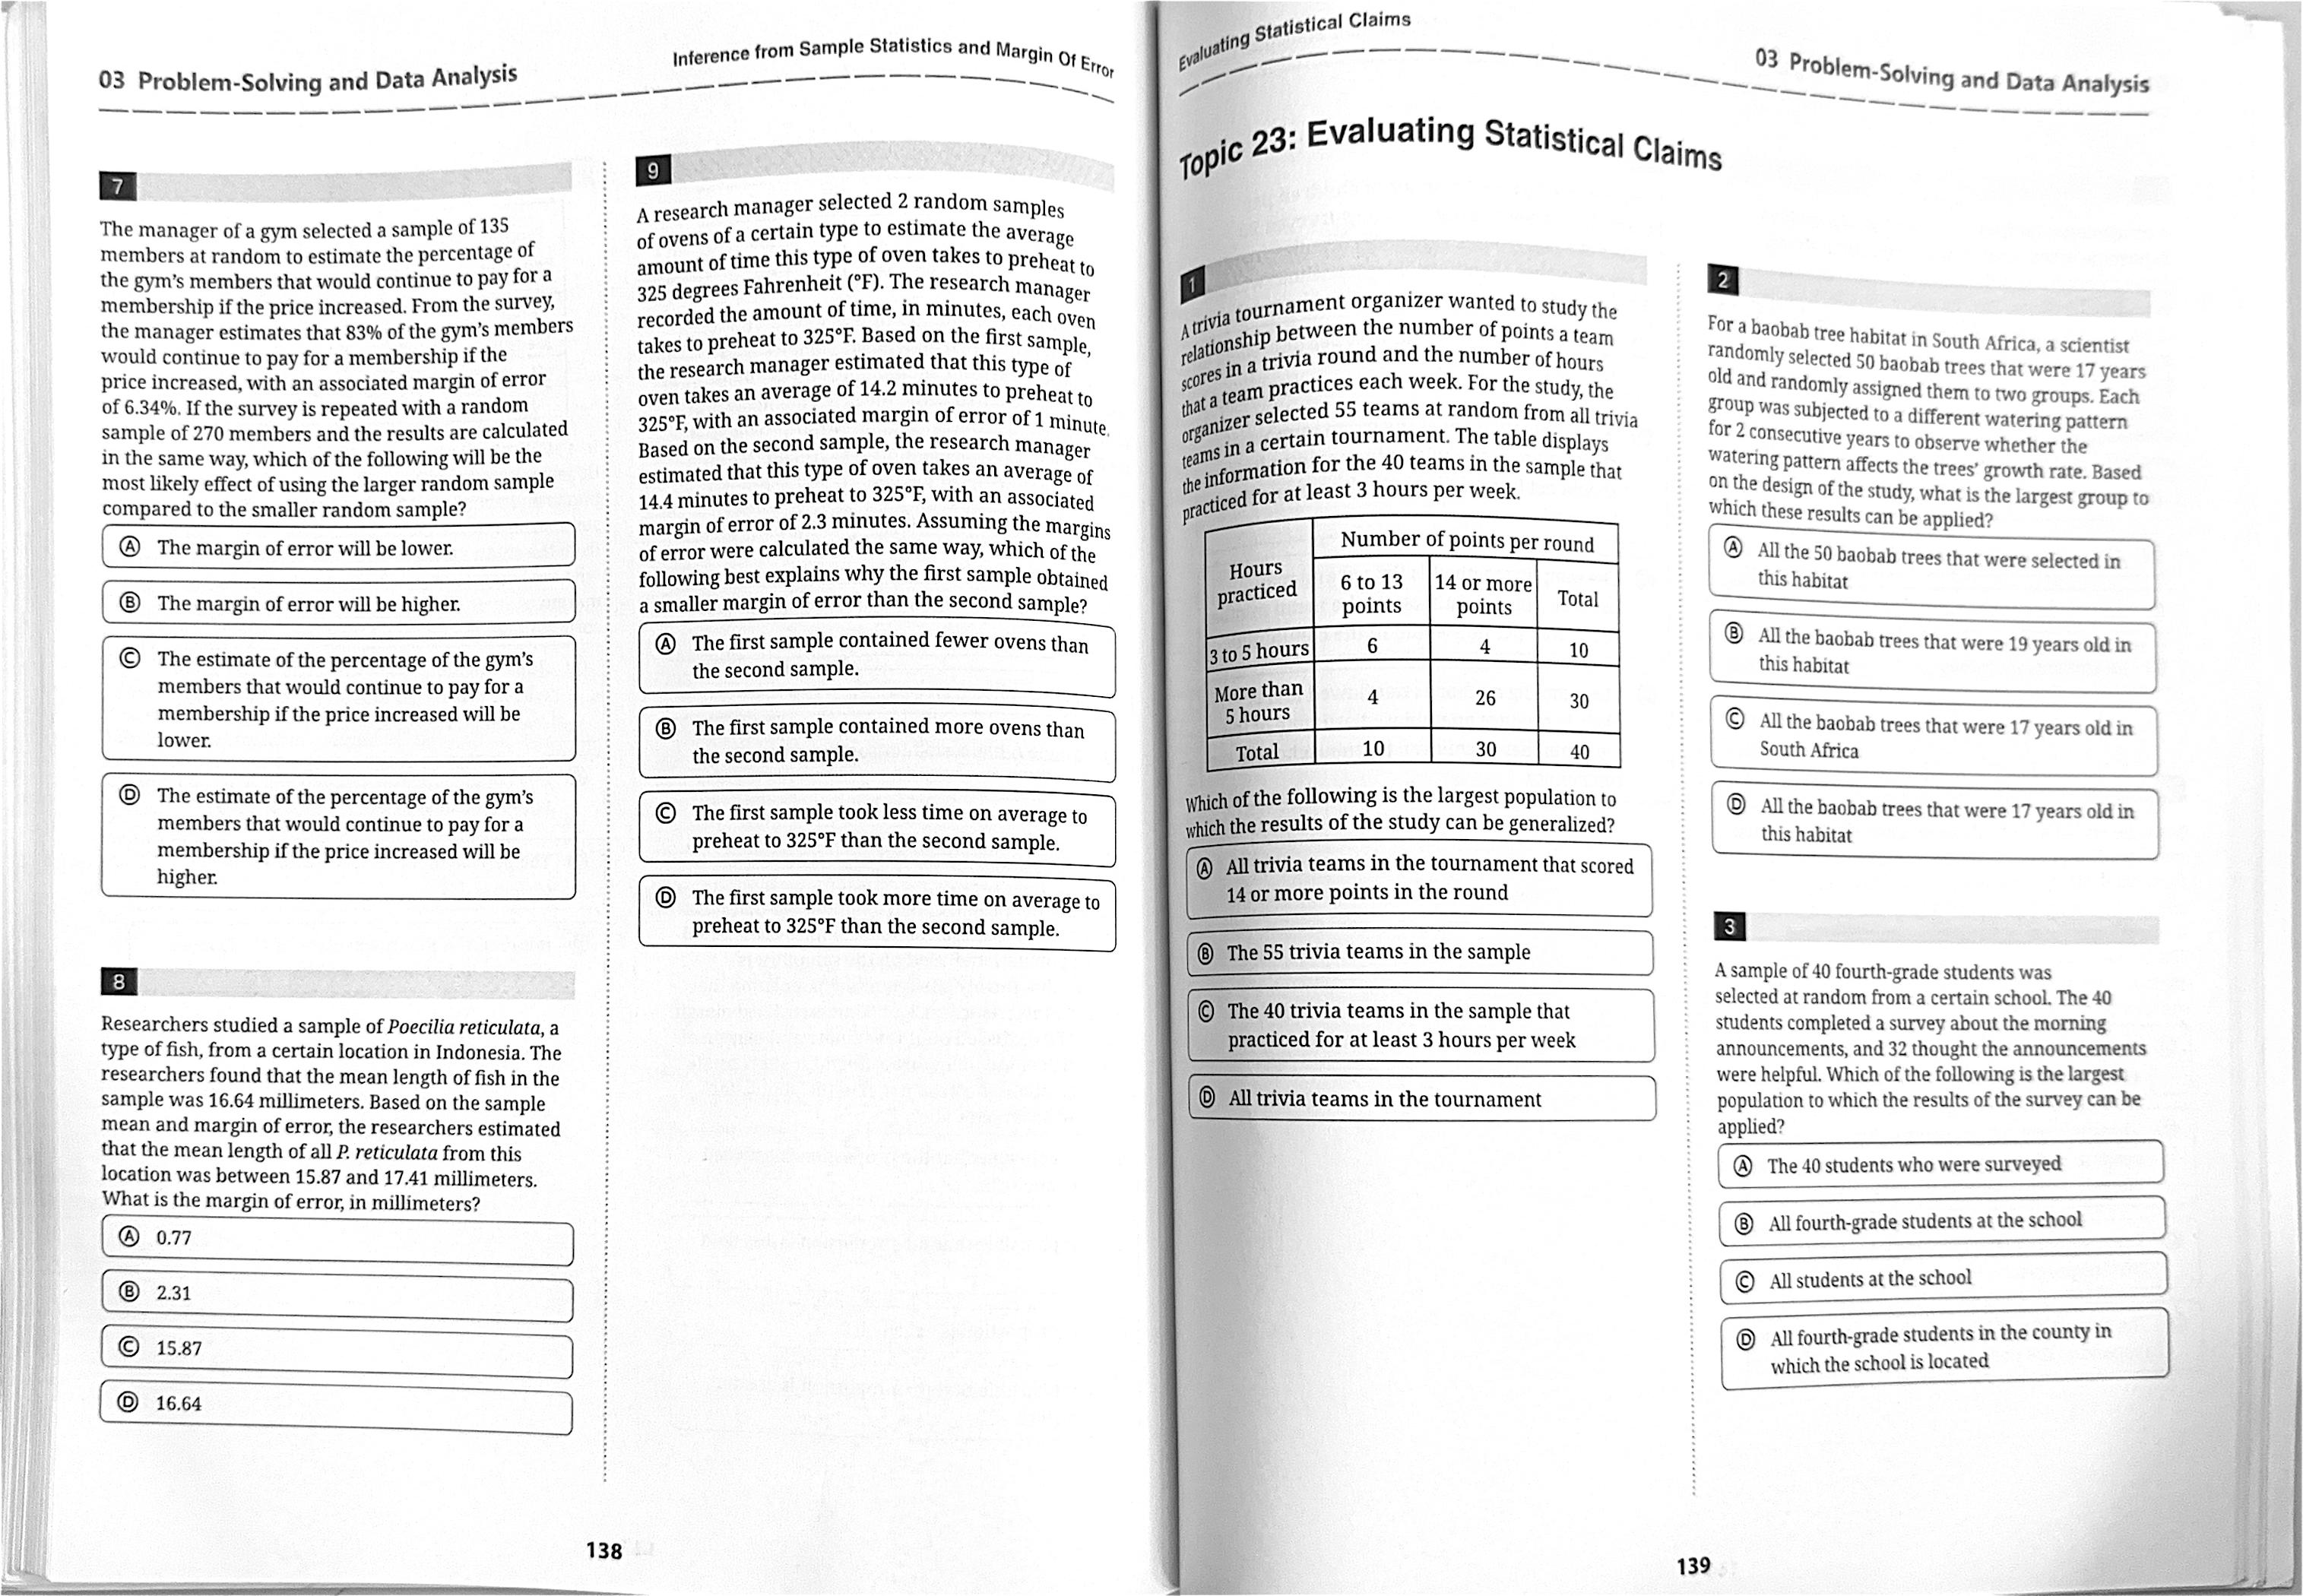 03 Problem-Solving and Data Analysis
Inference from Sample Statistics and Margin Of Error
7
The manager of a gym selected a sample of 135
members at random to estimate the percentage of
the gym's members that would continue to pay for a
membership if the price increased. From the survey,
the manager estimates that 83% of the gym's members
would continue to pay for a membership if the
price increased, with an associated margin of error
of 6.34%. If the survey is repeated with a random
sample of 270 members and the results are calculated
in the same way, which of the following will be the
most likely effect of using the larger random sample
compared to the smaller random sample?
Ⓐ The margin of error will be lower.
Ⓑ The margin of error will be higher.
Ⓒ The estimate of the percentage of the gym's
members that would continue to pay for a
membership if the price increased will be
lower.
Ⓓ The estimate of the percentage of the gym's
members that would continue to pay for a
membership if the price increased will be
higher.
8
Researchers studied a sample of Poecilia reticulata, a
type of fish, from a certain location in Indonesia. The
researchers found that the mean length of fish in the
sample was 16.64 millimeters. Based on the sample
mean and margin of error, the researchers estimated
that the mean length of all P. reticulata from this
location was between 15.87 and 17.41 millimeters.
What is the margin of error, in millimeters?
Ⓐ 0.77
Ⓑ 2.31
Ⓒ 15.87
Ⓓ 16.64
9
A research manager selected 2 random samples
of ovens of a certain type to estimate the average
amount of time this type of oven takes to preheat to
325 degrees Fahrenheit (°F). The research manager
recorded the amount of time, in minutes, each oven
takes to preheat to 325°F. Based on the first sample,
the research manager estimated that this type of
oven takes an average of 14.2 minutes to preheat to
325°F, with an associated margin of error of 1 minute.
Based on the second sample, the research manager
estimated that this type of oven takes an average of
14.4 minutes to preheat to 325°F, with an associated
margin of error of 2.3 minutes. Assuming the margins
of error were calculated the same way, which of the
following best explains why the first sample obtained
a smaller margin of error than the second sample?
Ⓐ The first sample contained fewer ovens than
the second sample.
Ⓑ The first sample contained more ovens than
the second sample.
Ⓒ The first sample took less time on average to
preheat to 325°F than the second sample.
Ⓓ The first sample took more time on average to
preheat to 325°F than the second sample.
138
Evaluating Statistical Claims
03 Problem-Solving and Data Analysis
Topic 23: Evaluating Statistical Claims
1
A trivia tournament organizer wanted to study the
relationship between the number of points a team
scores in a trivia round and the number of hours
that a team practices each week. For the study, the
organizer selected 55 teams at random from all trivia
teams in a certain tournament. The table displays
the information for the 40 teams in the sample that
practiced for at least 3 hours per week.
Hours practiced
Number of points per round
6 to 13 points
14 or more points
Total
3 to 5 hours 6 4 10
More than 5 hours 4 26 30
Total 10 30 40
Which of the following is the largest population to
which the results of the study can be generalized?
Ⓐ All trivia teams in the tournament that scored
14 or more points in the round
Ⓑ The 55 trivia teams in the sample
Ⓒ The 40 trivia teams in the sample that
practiced for at least 3 hours per week
Ⓓ All trivia teams in the tournament
2
For a baobab tree habitat in South Africa, a scientist
randomly selected 50 baobab trees that were 17 years
old and randomly assigned them to two groups. Each
group was subjected to a different watering pattern
for 2 consecutive years to observe whether the
watering pattern affects the trees' growth rate. Based
on the design of the study, what is the largest group to
which these results can be applied?
Ⓐ All the 50 baobab trees that were selected in
this habitat
Ⓑ All the baobab trees that were 19 years old in
this habitat
Ⓒ All the baobab trees that were 17 years old in
South Africa
Ⓓ All the baobab trees that were 17 years old in
this habitat
3
A sample of 40 fourth-grade students was
selected at random from a certain school. The 40
students completed a survey about the morning
announcements, and 32 thought the announcements
were helpful. Which of the following is the largest
population to which the results of the survey can be
applied?
Ⓐ The 40 students who were surveyed
Ⓑ All fourth-grade students at the school
Ⓒ All students at the school
Ⓓ All fourth-grade students in the county in
which the school is located
139